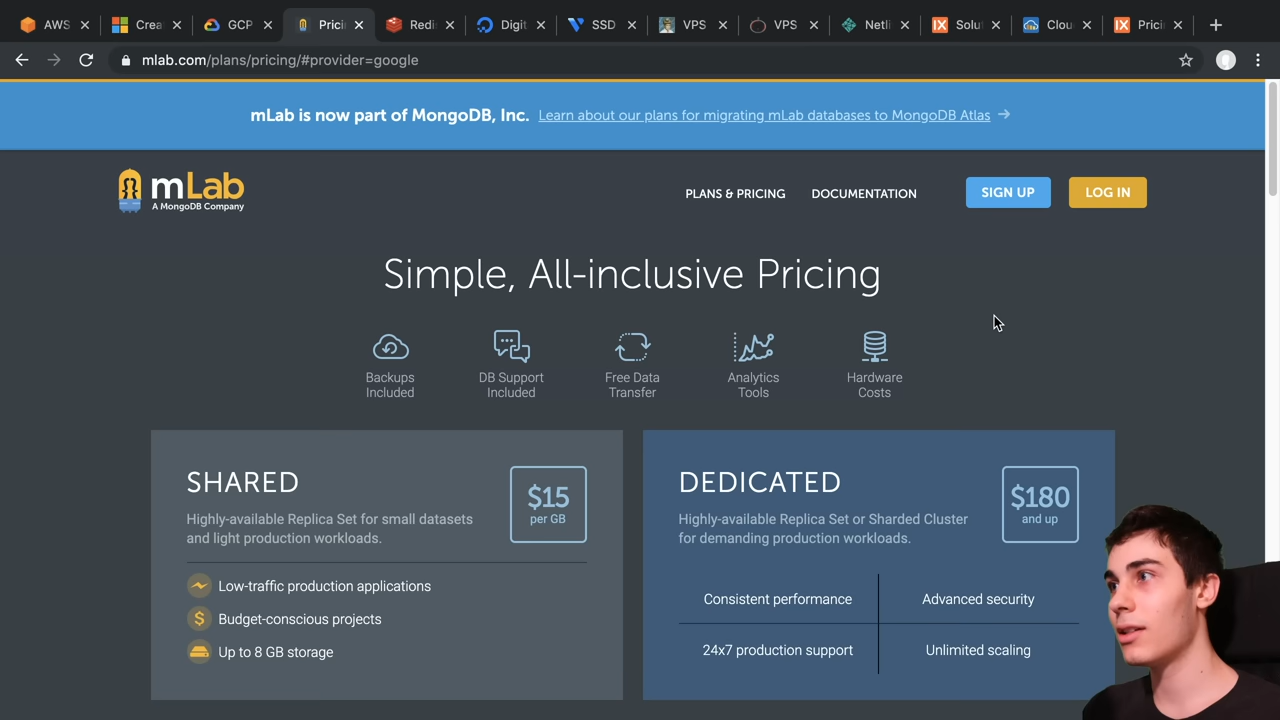 AWS
Crea
GCP
Prici
Redi
Digit
SSD
VPS
VPS
Netli
Solu
Clou
Prici
mlab.com/plans/pricing/#provider=google
mLab is now part of MongoDB, Inc. Learn about our plans for migrating mLab databases to MongoDB Atlas →
mLab
A MongoDB Company
PLANS & PRICING
DOCUMENTATION
SIGN UP
LOG IN
Simple, All-inclusive Pricing
Backups
Included
DB Support
Included
Free Data
Transfer
Analytics
Tools
Hardware
Costs
SHARED
$15
per GB
Highly-available Replica Set for small datasets
and light production workloads.
Low-traffic production applications
$ Budget-conscious projects
Up to 8 GB storage
DEDICATED
$180
and up
Highly-available Replica Set or Sharded Cluster
for demanding production workloads.
Consistent performance
Advanced security
24x7 production support
Unlimited scaling